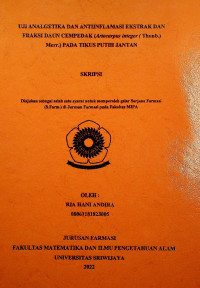 UJI ANALGETIKA DAN ANTIINFLAMASI EKSTRAK DAN
FRAKSI DAUN CEMPEDAK (Artocarpus integer (Thunb.)
Merr.) PADA TIKUS PUTIH JANTAN
SKRIPSI
Diajukan sebagai salah satu syarat untuk memperoleh gelar Sarjana Farmasi
(S.Farm.) di Jurusan Farmasi pada Fakultas MIPA
OLEH :
RIA HANI ANDIRA
08061181823005
JURUSAN FARMASI
FAKULTAS MATEMATIKA DAN ILMU PENGETAHUAN ALAM
UNIVERSITAS SRIWIJAYA
2022